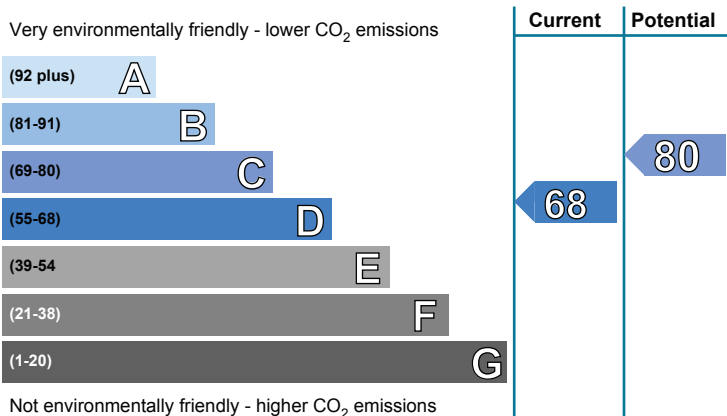 Very environmentally friendly - lower CO2 emissions
Current
Potential
(92 plus) A
(81-91) B
(69-80) C
(55-68) D
(39-54 E
(21-38) F
(1-20) G
80
68
Not environmentally friendly - higher CO2 emissions